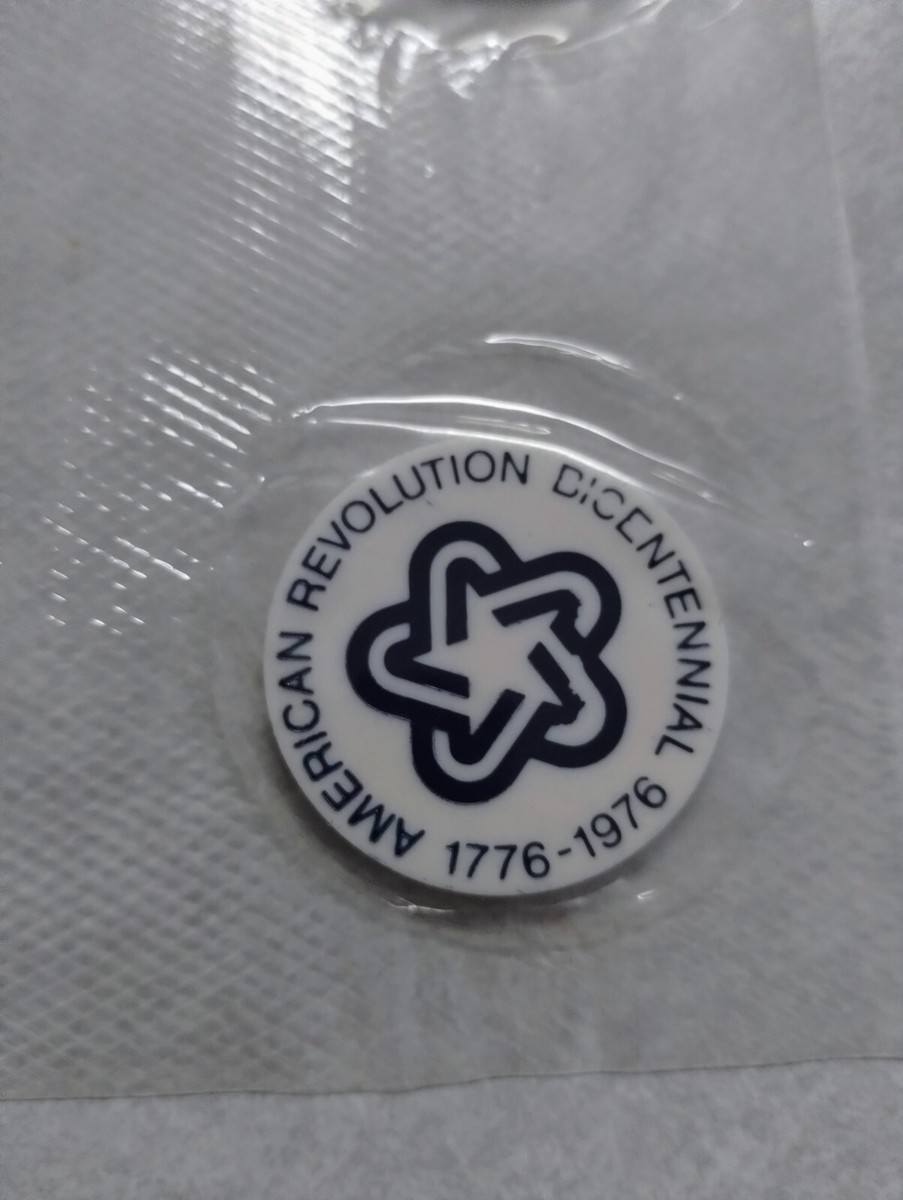 AMERICAN REVOLUTION BICENTENNIAL
1776-1976